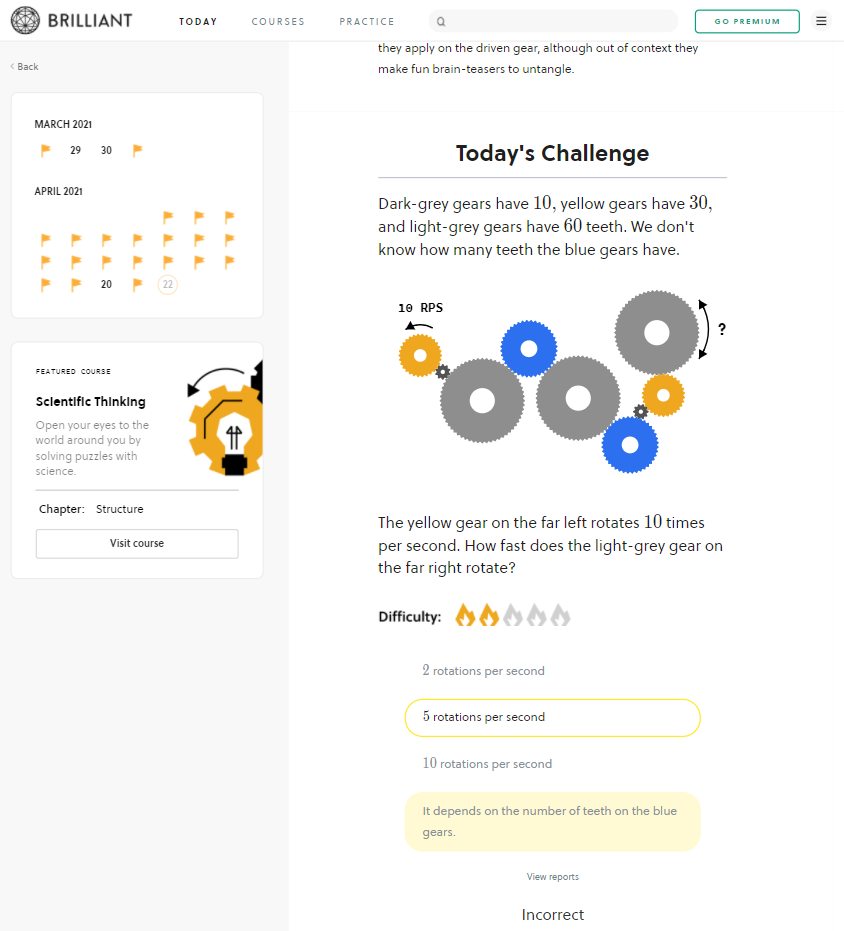 BRILLIANT
TODAY
COURSES
PRACTICE
GO PREMIUM
they apply on the driven gear, although out of context they
make fun brain-teasers to untangle.
‹ Back
MARCH 2021
29 30
APRIL 2021
20
22
FEATURED COURSE
Scientific Thinking
Open your eyes to the
world around you by
solving puzzles with
science.
Chapter: Structure
Visit course
Today's Challenge
Dark-grey gears have 10, yellow gears have 30,
and light-grey gears have 60 teeth. We don't
know how many teeth the blue gears have.
10 RPS
?
The yellow gear on the far left rotates 10 times
per second. How fast does the light-grey gear on
the far right rotate?
Difficulty:
2 rotations per second
5 rotations per second
10 rotations per second
It depends on the number of teeth on the blue
gears.
View reports
Incorrect